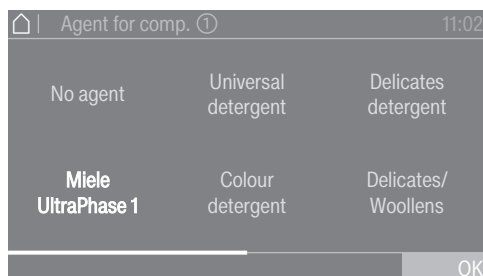 Agent for comp. ①
11:02
No agent
Universal
detergent
Delicates
detergent
Miele
UltraPhase 1
Colour
detergent
Delicates/
Woollens
OK